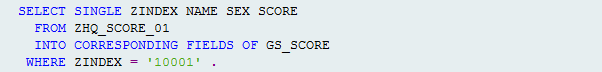 SELECT SINGLE ZINDEX NAME SEX SCORE
FROM ZHQ_SCORE_01
INTO CORRESPONDING FIELDS OF GS_SCORE
WHERE ZINDEX = '10001' .